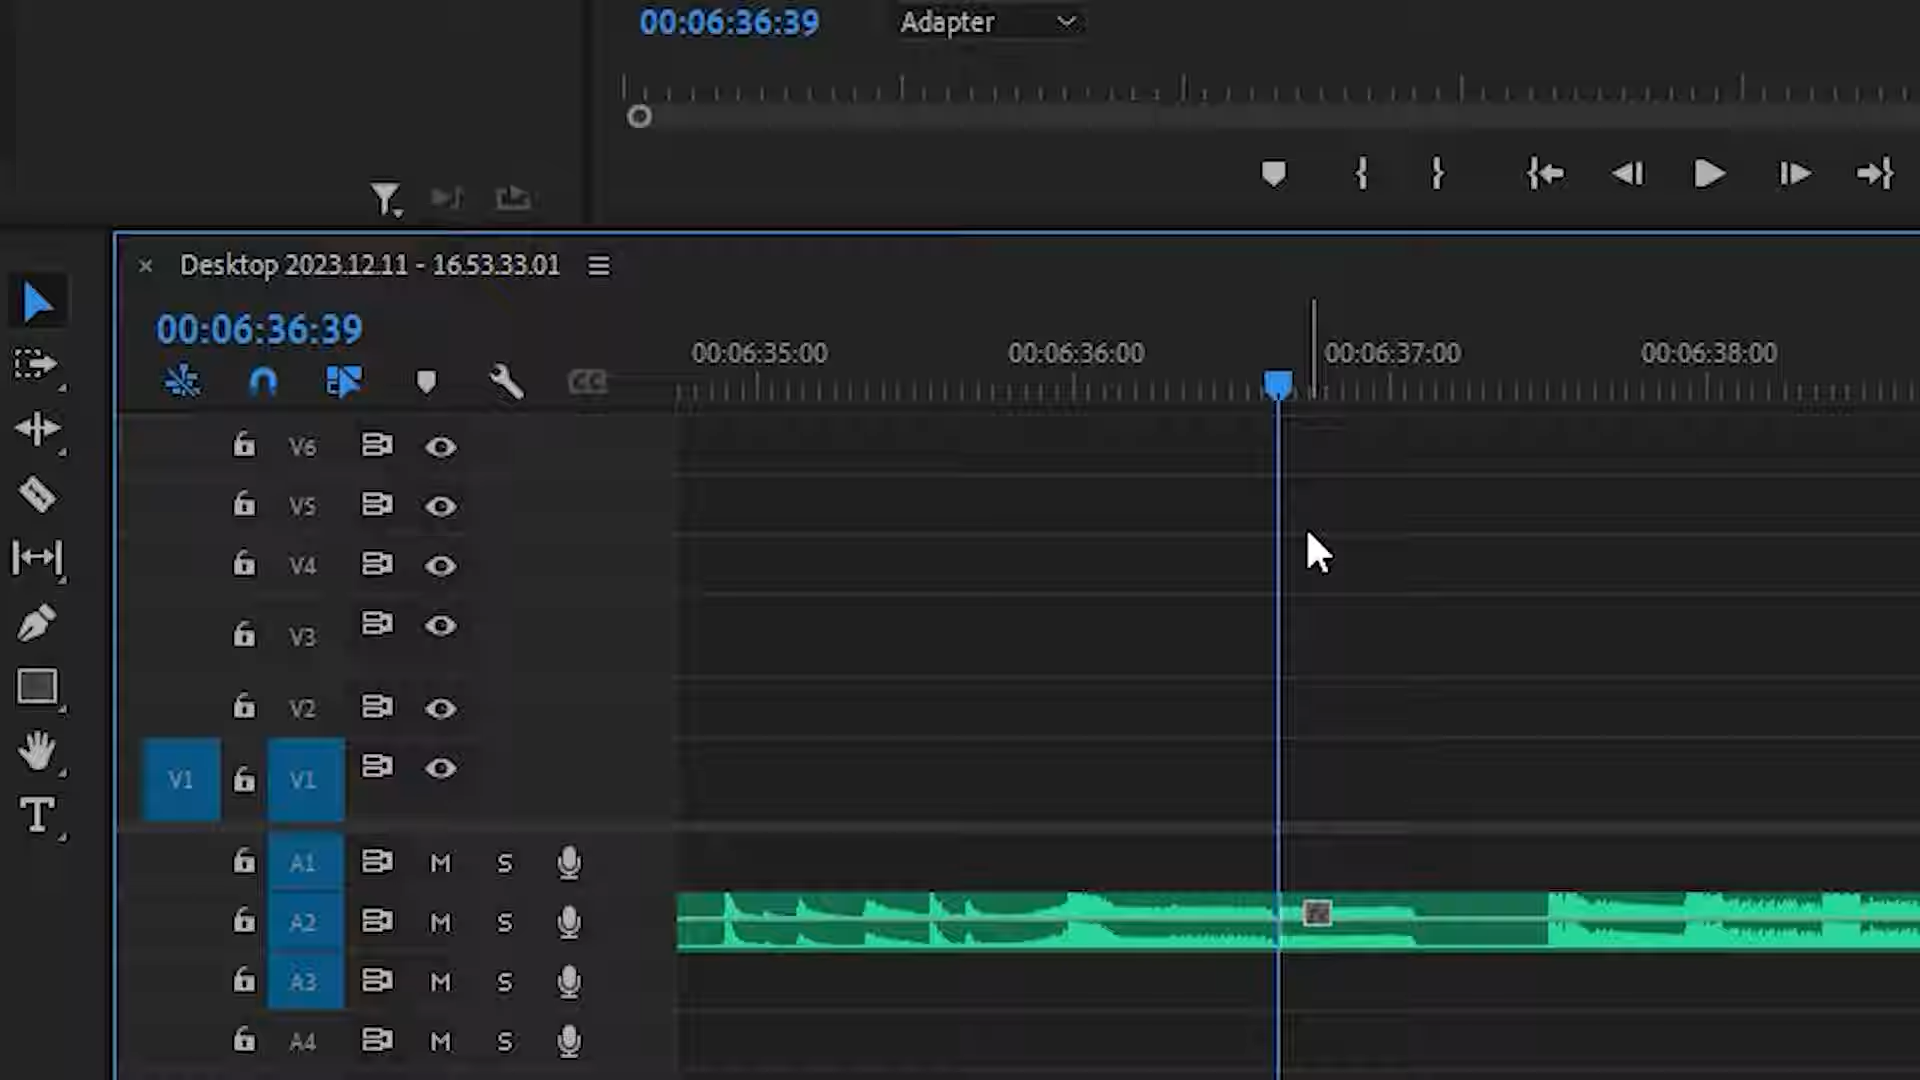 00:06:36:39 Adapter
Desktop 2023.12.11 - 16.53.33.01
00:06:36:39
00:06:35:00 00:06:36:00 00:06:37:00 00:06:38:00
CC
V6
V5
V4
V3
V2
V1 V1
A1 M S
A2 M S
A3 M S
A4 M S